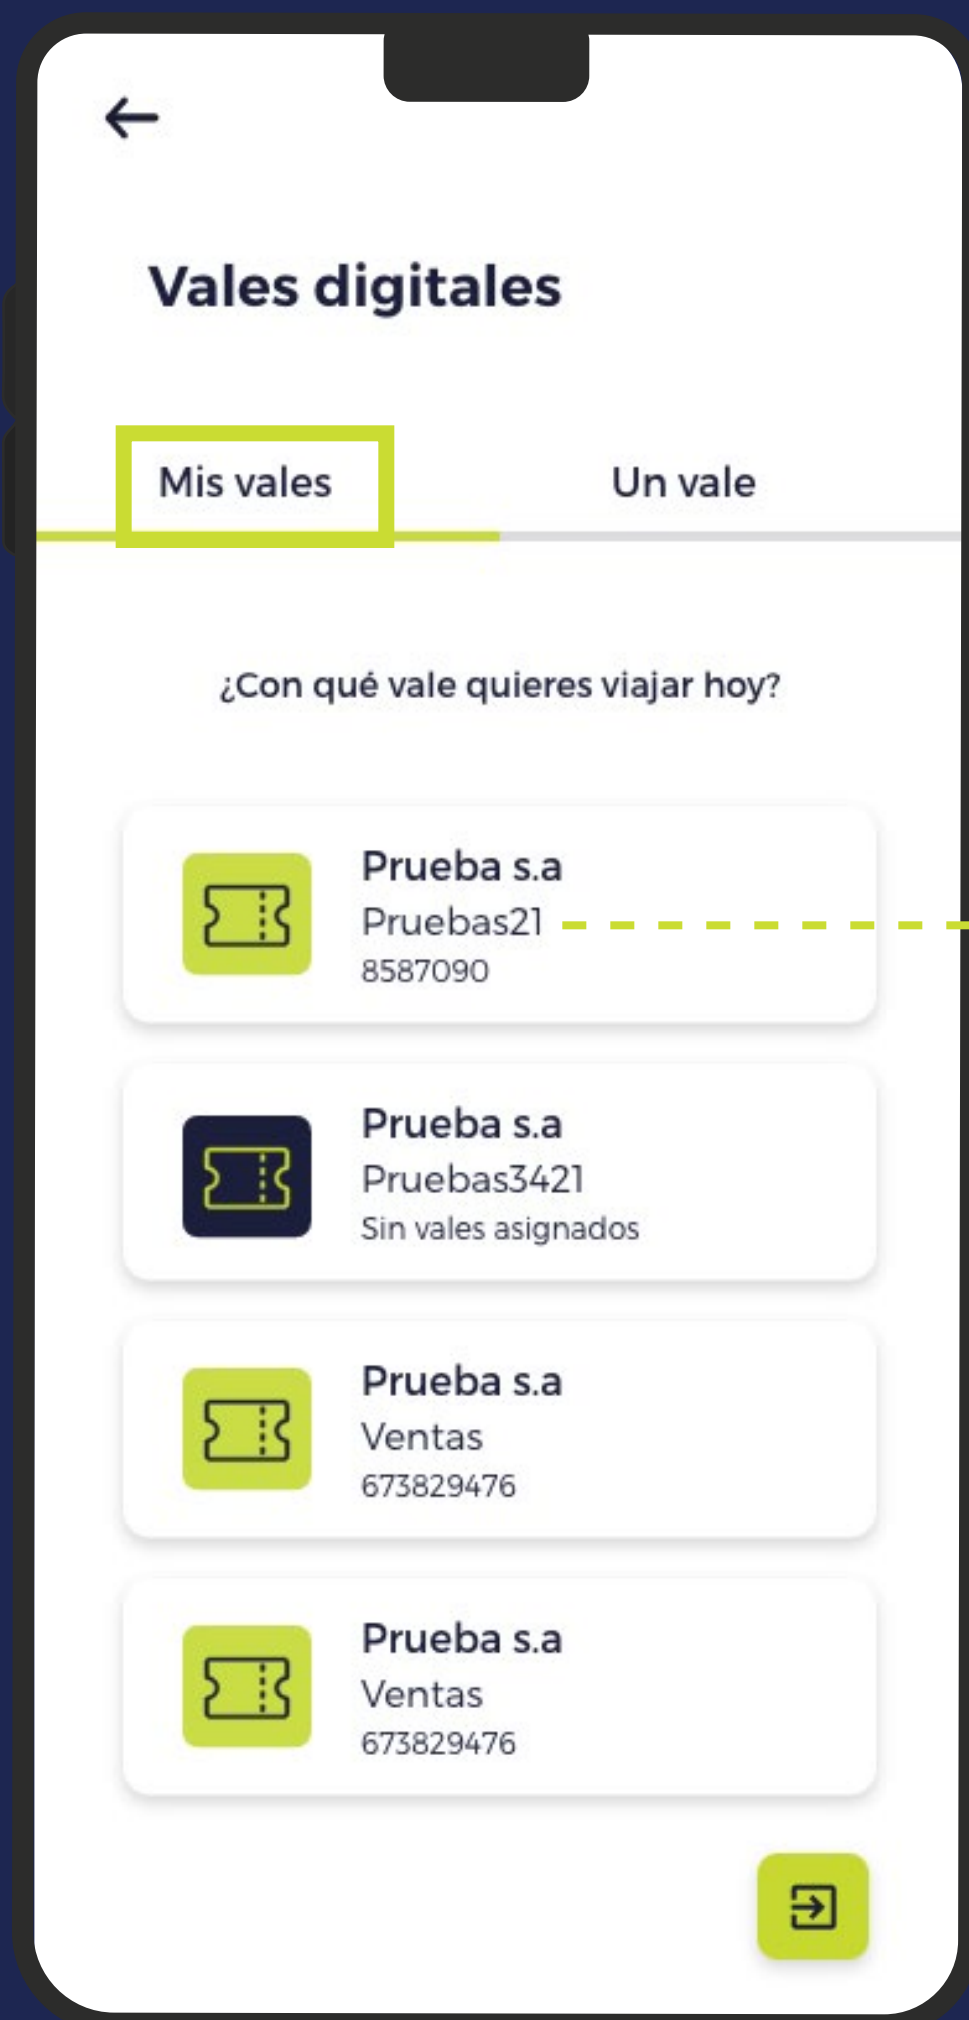 Vales digitales
Mis vales
Un vale
¿Con qué vale quieres viajar hoy?
Prueba s.a
Pruebas21
8587090
Prueba s.a
Pruebas3421
Sin vales asignados
Prueba s.a
Ventas
673829476
Prueba s.a
Ventas
673829476